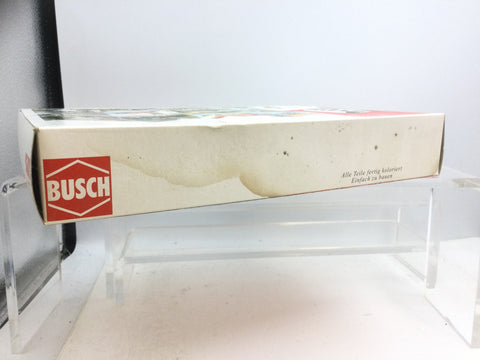 BUSCH
Alle Teile fertig koloriert
Einfach zu bauen